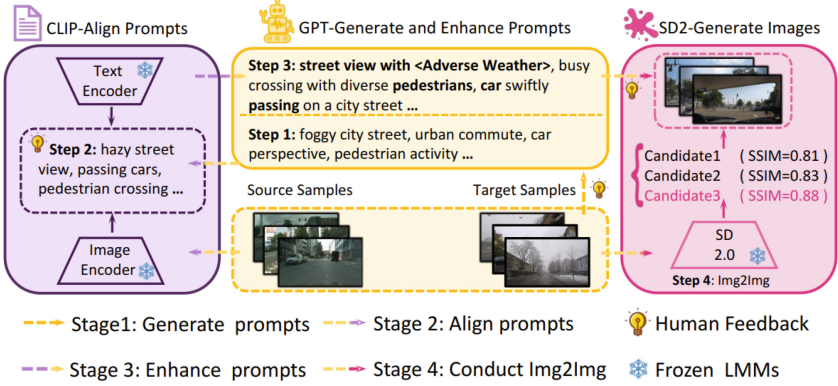 CLIP-Align Prompts
GPT-Generate and Enhance Prompts
SD2-Generate Images
Text
Encoder
Step 2: hazy street
view, passing cars,
pedestrian crossing ...
Image
Encoder
Step 3: street view with <Adverse Weather>, busy
crossing with diverse pedestrians, car swiftly
passing on a city street ...
Step 1: foggy city street, urban commute, car
perspective, pedestrian activity ...
Source Samples
Target Samples
Candidate1 ( SSIM=0.81 )
Candidate2 ( SSIM=0.83 )
Candidate3 ( SSIM=0.88 )
SD
2.0
Step 4: Img2Img
Stage1: Generate prompts
Stage 2: Align prompts
Human Feedback
Stage 3: Enhance prompts
Stage 4: Conduct Img2Img
Frozen LMMs